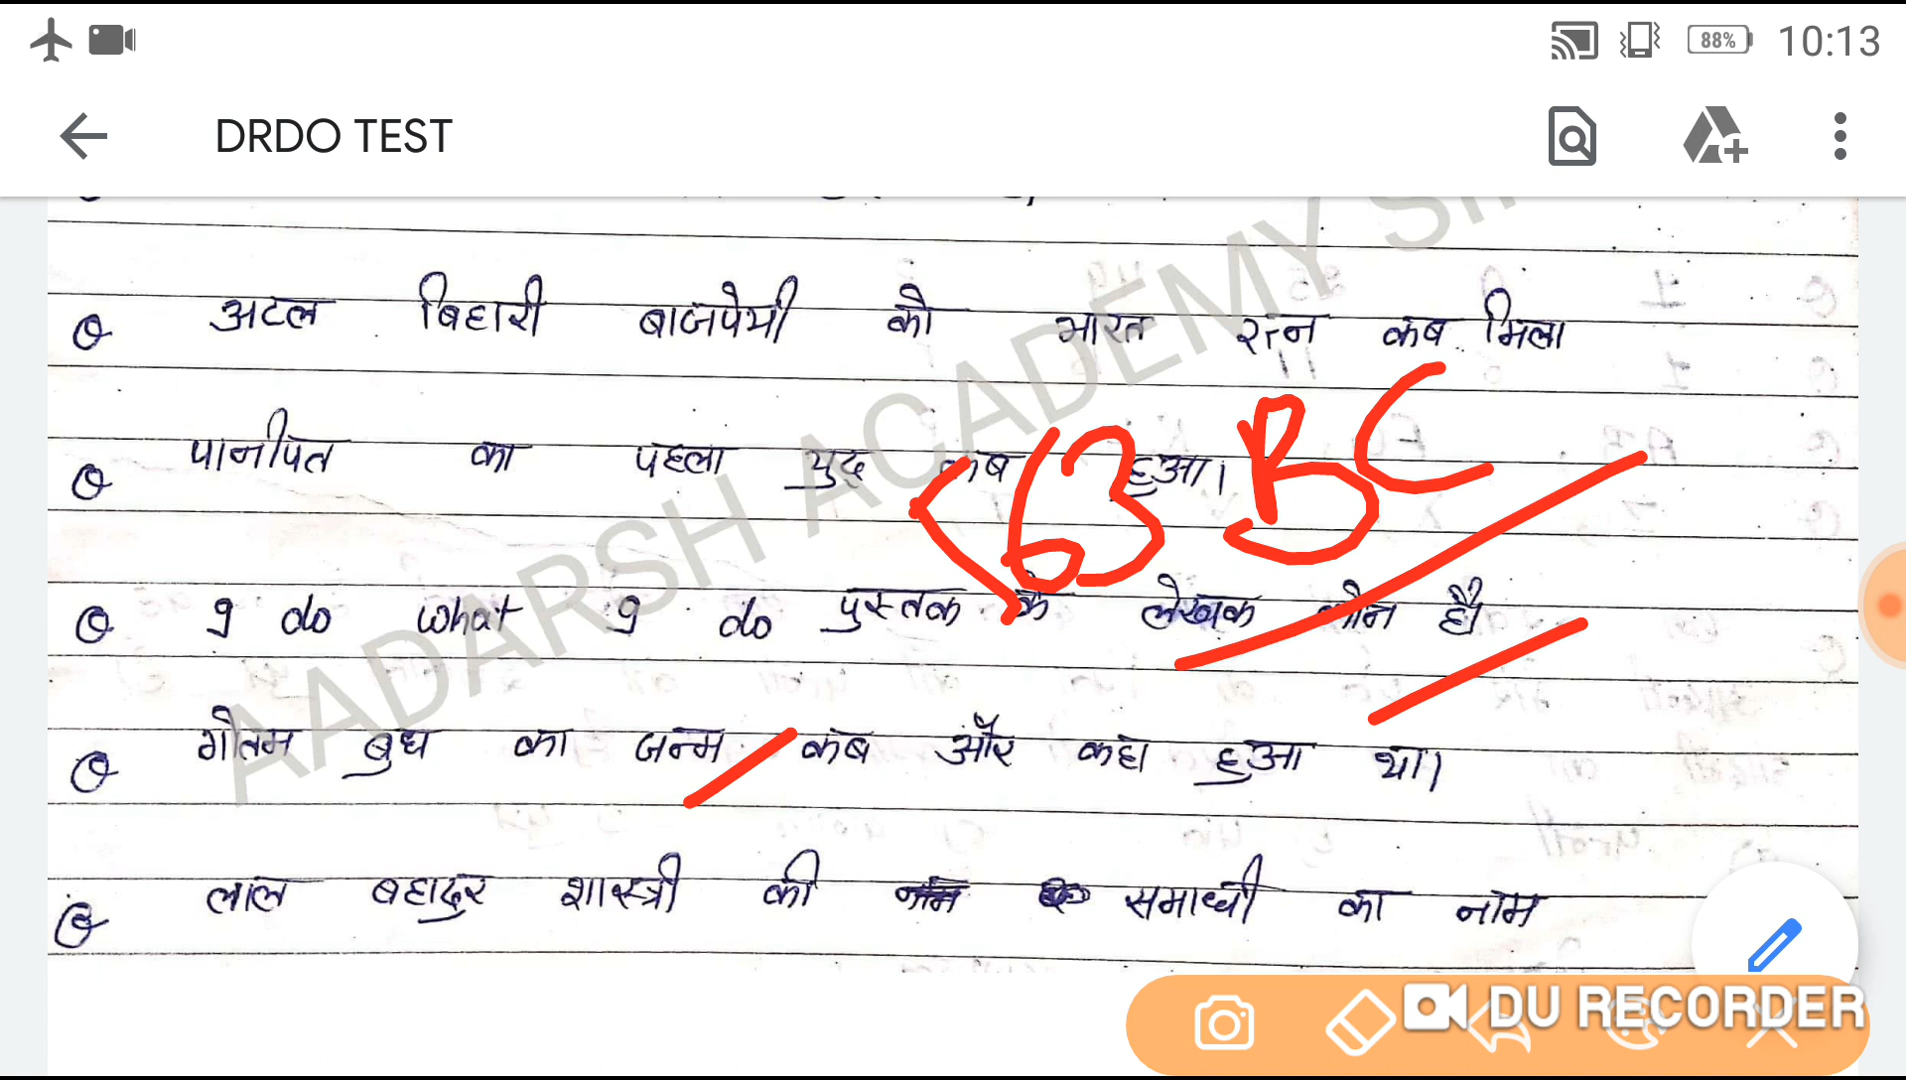 88% 10:13
DRDO TEST
Q अटल बिहारी बाजपेयी को भारत रत्न कब मिला
Q पानीपत का पहला युद्ध कब हुआ।
563 BC
Q I do what I do पुस्तक के लेखक कौन है
Q गौतम बुध का जन्म कब और कहा हुआ था।
Q लाल बहादुर शास्त्री की समाधी का नाम
AADARSH ACADEMY
DU RECORDER